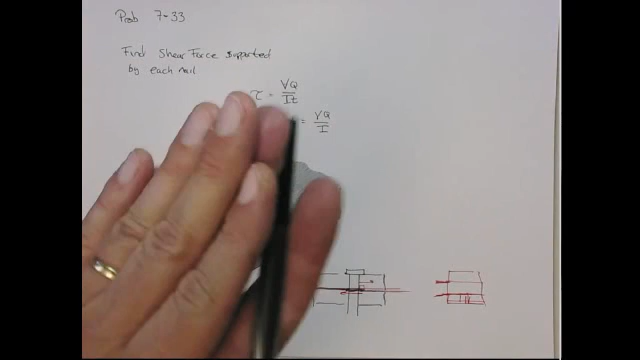 Prob 7-33
Find Shear Force supported
by each nail
τ = VQ
It
= VQ
I